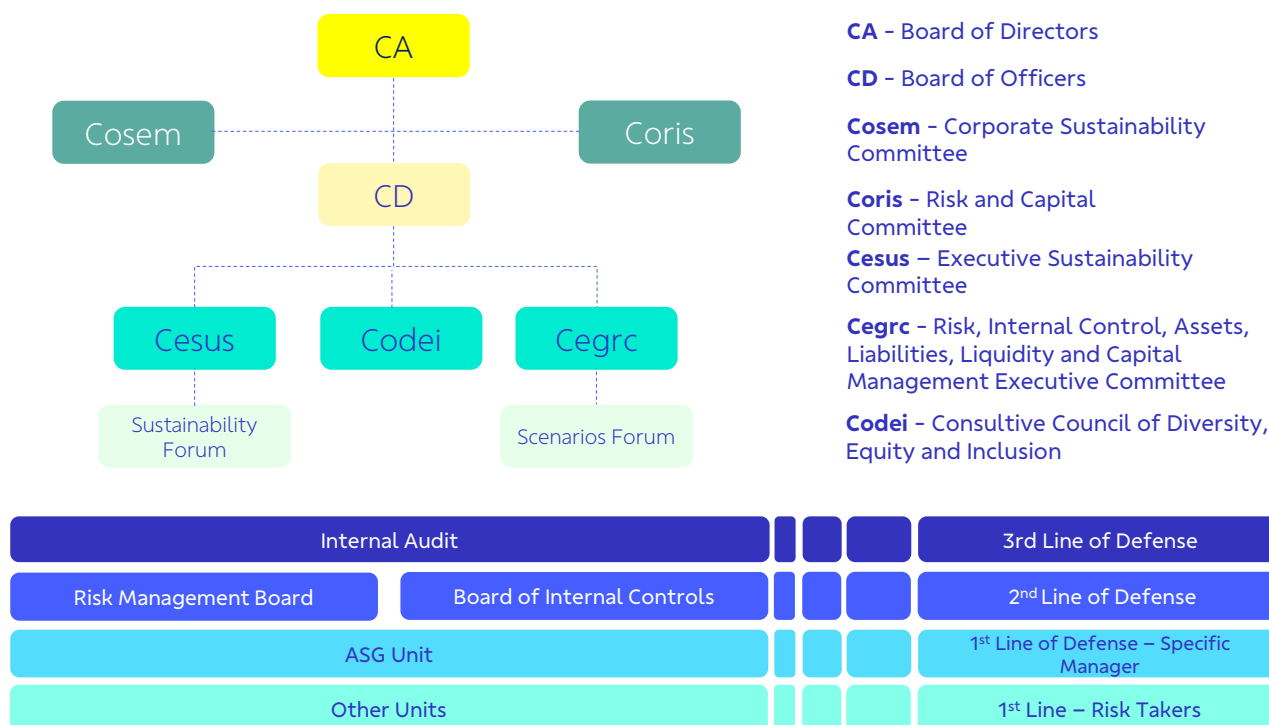 CA
Cosem
Coris
CD
Cesus
Codei
Cegrc
Sustainability
Forum
Scenarios Forum
CA - Board of Directors
CD - Board of Officers
Cosem - Corporate Sustainability
Committee
Coris - Risk and Capital
Committee
Cesus – Executive Sustainability
Committee
Cegrc - Risk, Internal Control, Assets,
Liabilities, Liquidity and Capital
Management Executive Committee
Codei - Consultive Council of Diversity,
Equity and Inclusion
Internal Audit
3rd Line of Defense
Risk Management Board
Board of Internal Controls
2nd Line of Defense
ASG Unit
1st Line of Defense – Specific
Manager
Other Units
1st Line – Risk Takers